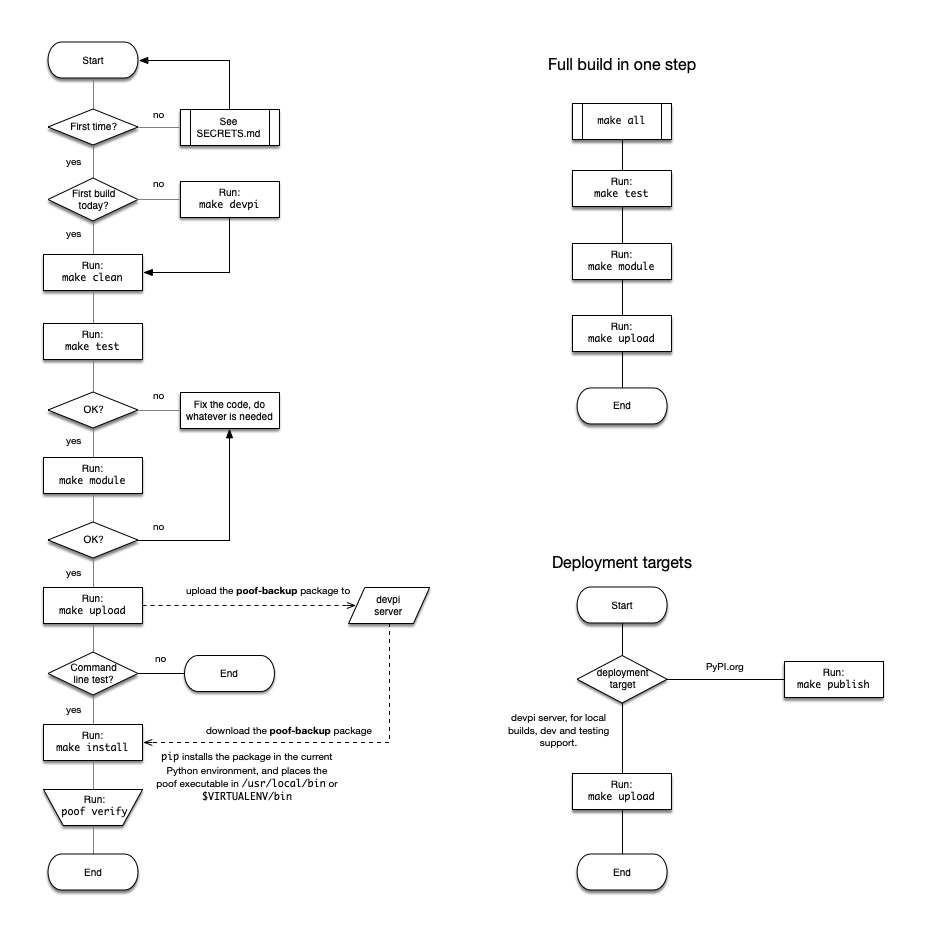 Start
First time?
no
See
SECRETS.md
yes
First build
today?
no
Run:
make devpi
yes
Run:
make clean
Run:
make test
OK?
no
Fix the code, do
whatever is needed
yes
Run:
make module
OK?
no
yes
Run:
make upload
upload the poof-backup package to
devpi
server
Command
line test?
no
End
yes
Run:
make install
download the poof-backup package
pip installs the package in the current
Python environment, and places the
poof executable in /usr/local/bin or
$VIRTUALENV/bin
Run:
poof verify
End
Full build in one step
make all
Run:
make test
Run:
make module
Run:
make upload
End
Deployment targets
Start
deployment
target
PyPI.org
Run:
make publish
devpi server, for local
builds, dev and testing
support.
Run:
make upload
End